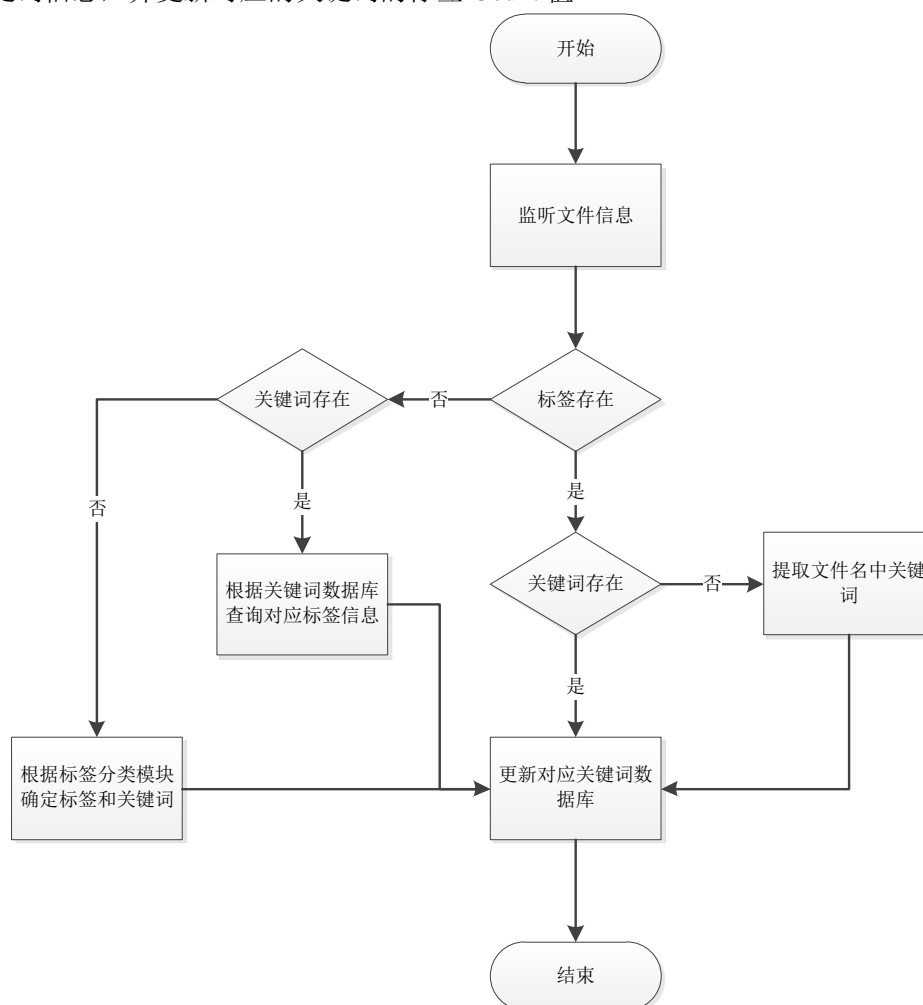 开始
监听文件信息
关键词存在
否
标签存在
否
是
是
关键词存在
否
提取文件名中关键
词
根据关键词数据库
查询对应标签信息
是
根据标签分类模块
确定标签和关键词
更新对应关键词数
据库
结束